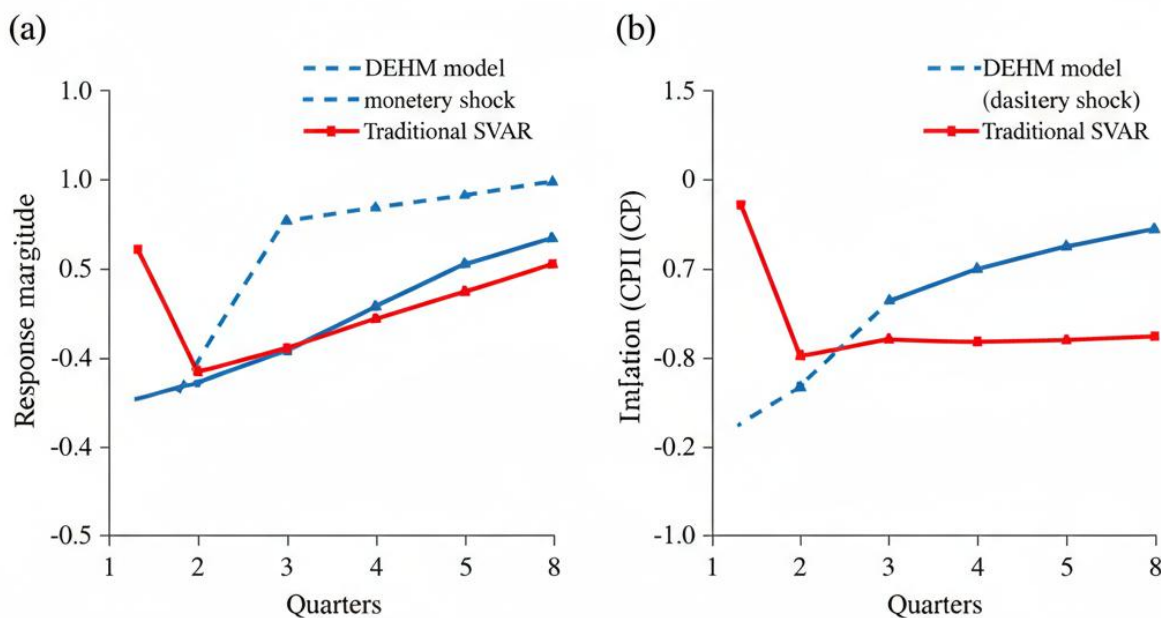 (a)
DEHM model
monetery shock
Traditional SVAR
Response margitude
1.0
1.0
0.5
-0.4
-0.4
-0.5
1 2 3 4 5 8
Quarters
(b)
DEHM model
(dasitery shock)
Traditional SVAR
Inflation (CPII (CP)
1.5
0
0.7
-0.8
-0.2
-1.0
1 2 3 4 5 8
Quarters